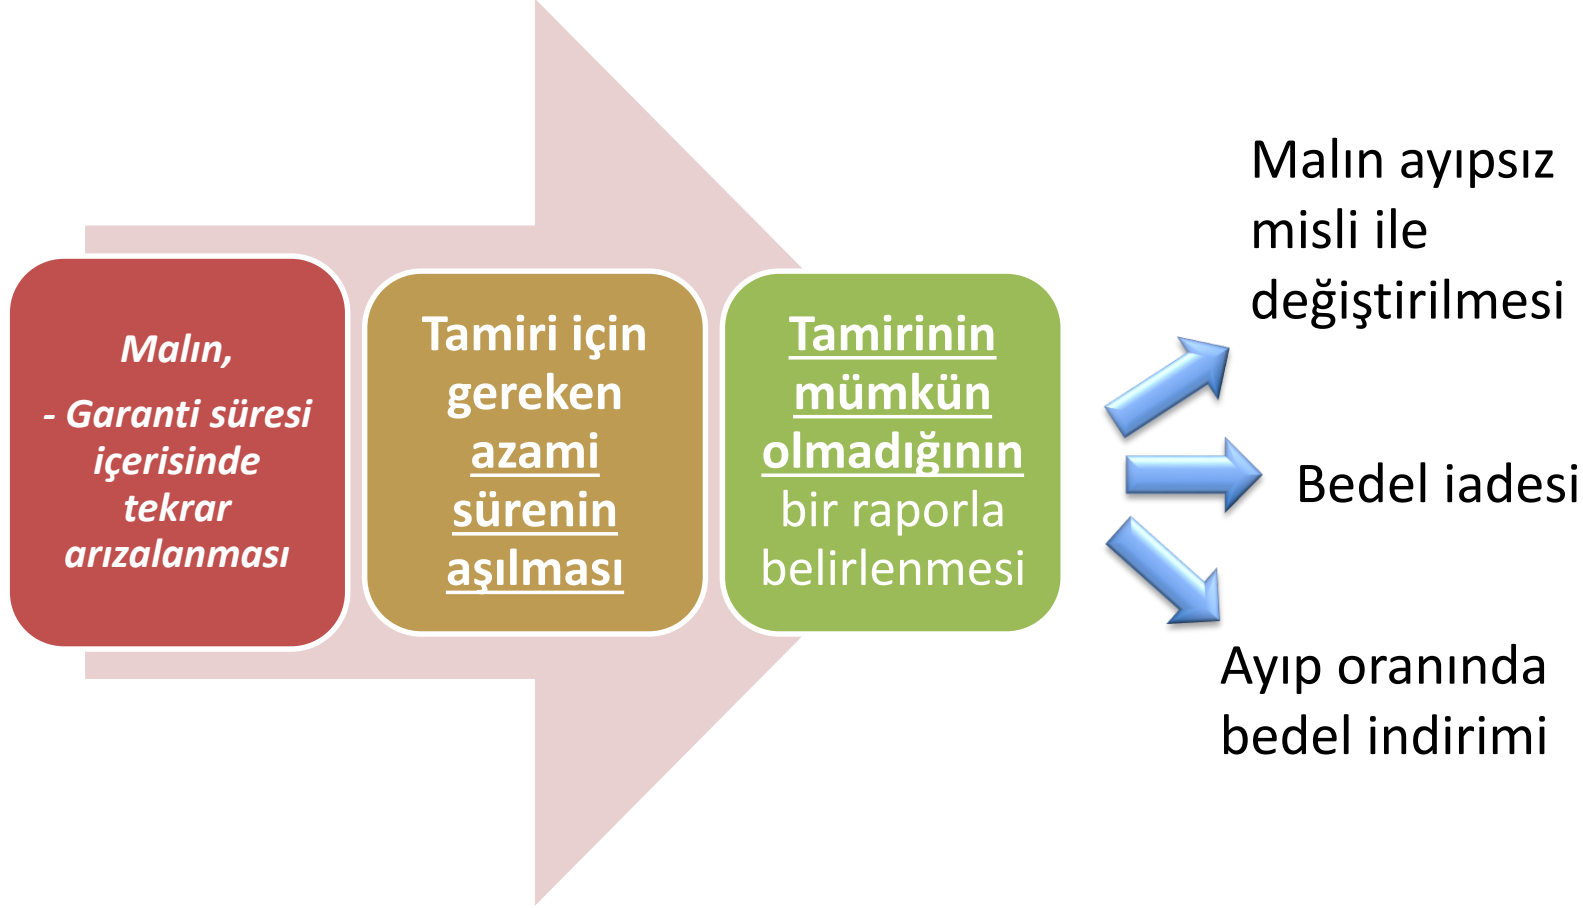 Malın,
- Garanti süresi
içerisinde
tekrar
arızalanması
Tamiri için
gereken
azami
sürenin
aşılması
Tamirinin
mümkün
olmadığının
bir raporla
belirlenmesi
Malın ayıpsız
misli ile
değiştirilmesi
Bedel iadesi
Ayıp oranında
bedel indirimi